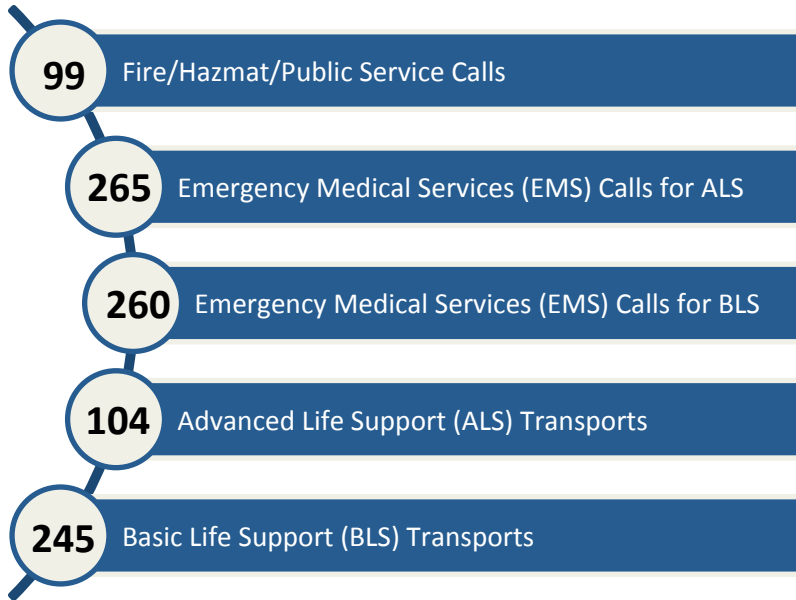 99 Fire/Hazmat/Public Service Calls
265 Emergency Medical Services (EMS) Calls for ALS
260 Emergency Medical Services (EMS) Calls for BLS
104 Advanced Life Support (ALS) Transports
245 Basic Life Support (BLS) Transports